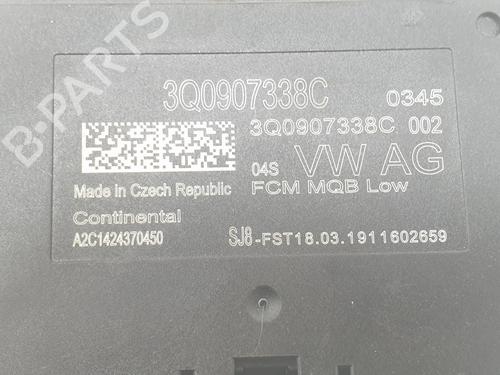 3Q0907338C 0345
3Q0907338C 002
04S VW AG
Made in Czech Republic FCM MQB Low
Continental
A2C1424370450 SJ8-FST18.03.1911602659
B-PARTS